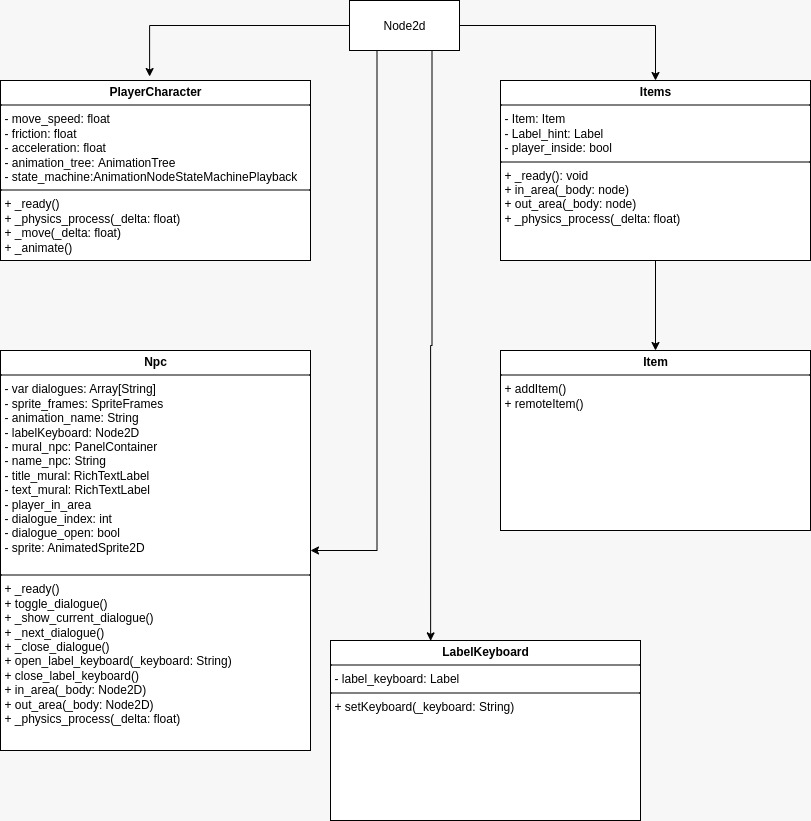 Node2d
PlayerCharacter
- move_speed: float
- friction: float
- acceleration: float
- animation_tree: AnimationTree
- state_machine:AnimationNodeStateMachinePlayback
+ _ready()
+ _physics_process(_delta: float)
+ _move(_delta: float)
+ _animate()
Items
- Item: Item
- Label_hint: Label
- player_inside: bool
+ _ready(): void
+ in_area(_body: node)
+ out_area(_body: node)
+ _physics_process(_delta: float)
Npc
- var dialogues: Array[String]
- sprite_frames: SpriteFrames
- animation_name: String
- labelKeyboard: Node2D
- mural_npc: PanelContainer
- name_npc: String
- title_mural: RichTextLabel
- text_mural: RichTextLabel
- player_in_area
- dialogue_index: int
- dialogue_open: bool
- sprite: AnimatedSprite2D
+ _ready()
+ toggle_dialogue()
+ _show_current_dialogue()
+ _next_dialogue()
+ _close_dialogue()
+ open_label_keyboard(_keyboard: String)
+ close_label_keyboard()
+ in_area(_body: Node2D)
+ out_area(_body: Node2D)
+ _physics_process(_delta: float)
Item
+ addItem()
+ remoteItem()
LabelKeyboard
- label_keyboard: Label
+ setKeyboard(_keyboard: String)